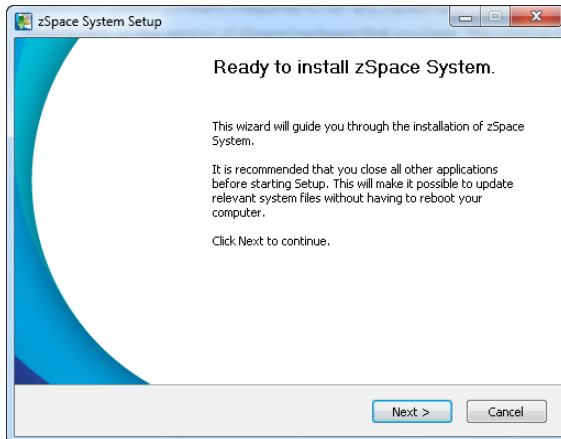 zSpace System Setup
Ready to install zSpace System.
This wizard will guide you through the installation of zSpace
System.
It is recommended that you close all other applications
before starting Setup. This will make it possible to update
relevant system files without having to reboot your
computer.
Click Next to continue.
Next >
Cancel